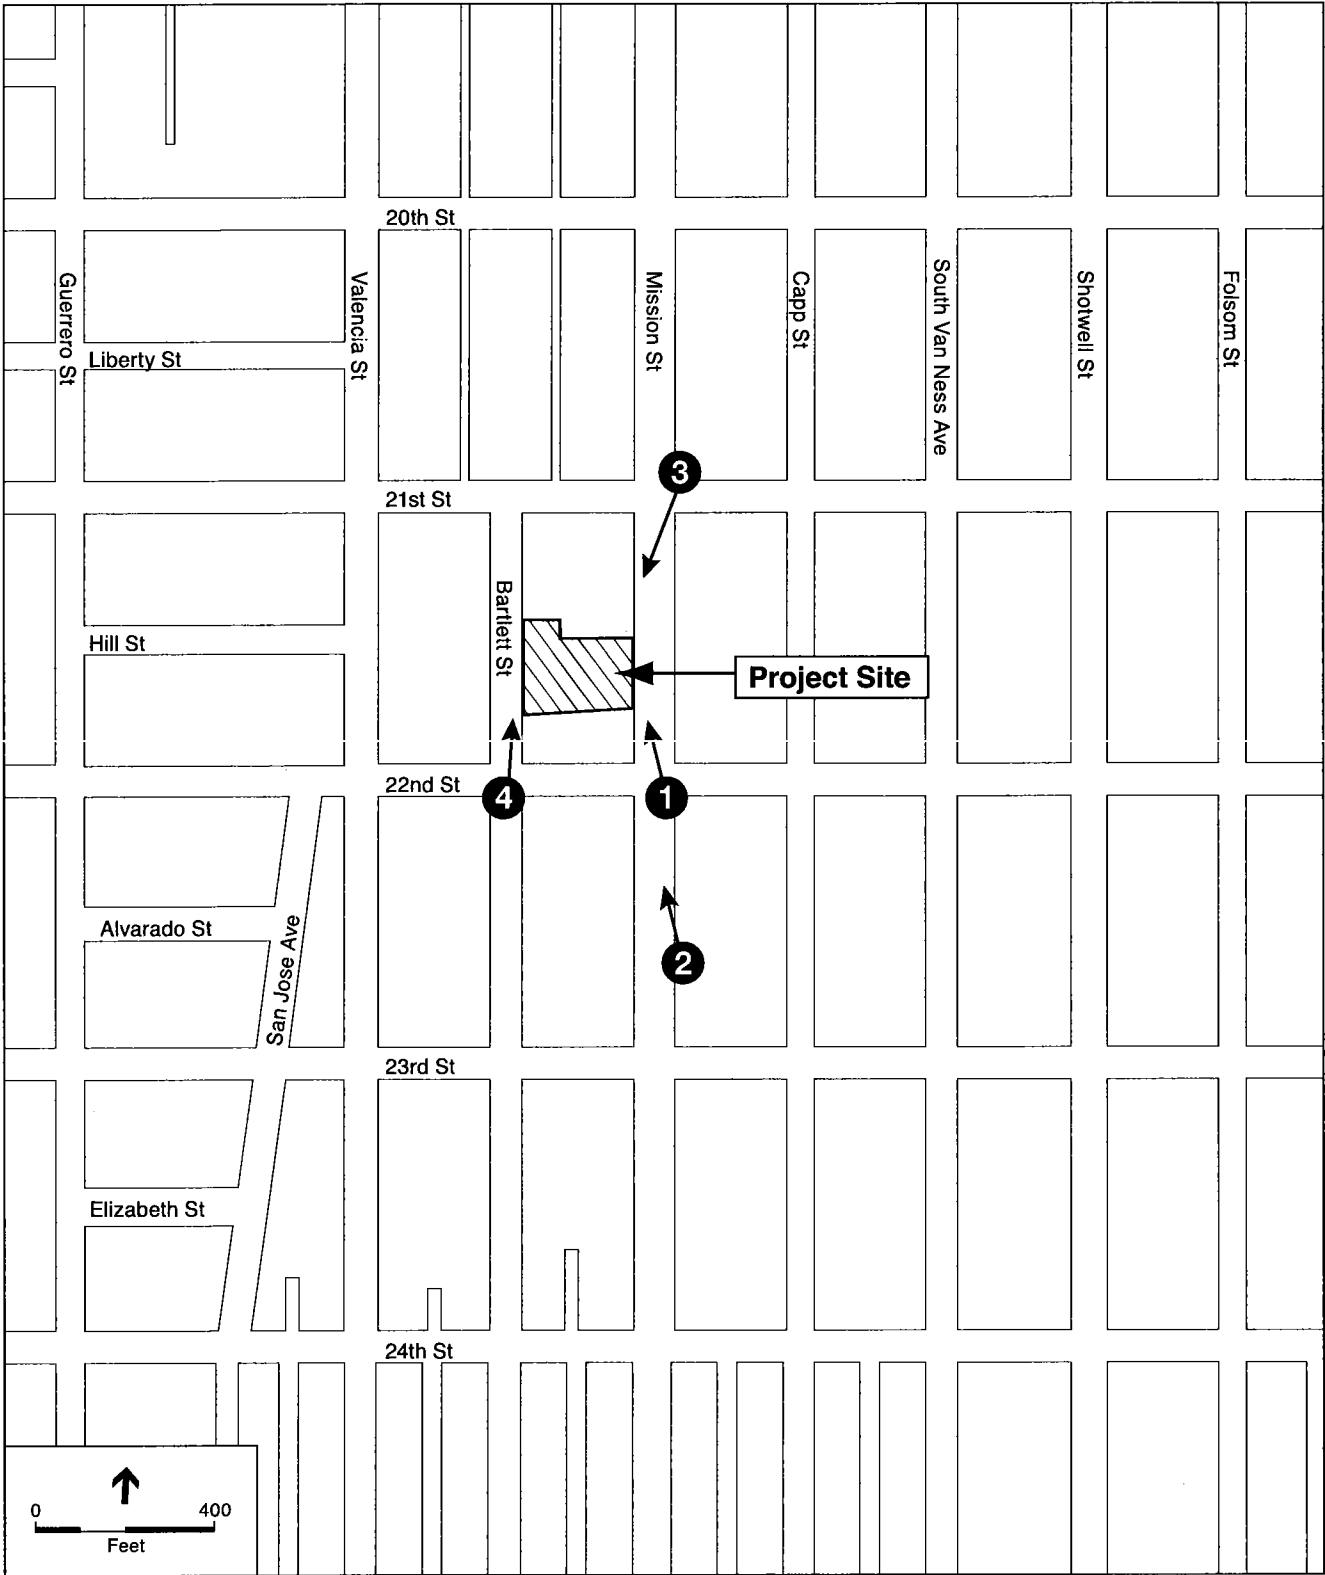 20th St
Guerrero St
Valencia St
Mission St
Capp St
South Van Ness Ave
Shotwell St
Folsom St
Liberty St
3
21st St
Bartlett St
Hill St
Project Site
22nd St
4
1
Alvarado St
San Jose Ave
2
23rd St
Elizabeth St
24th St
0 400
Feet